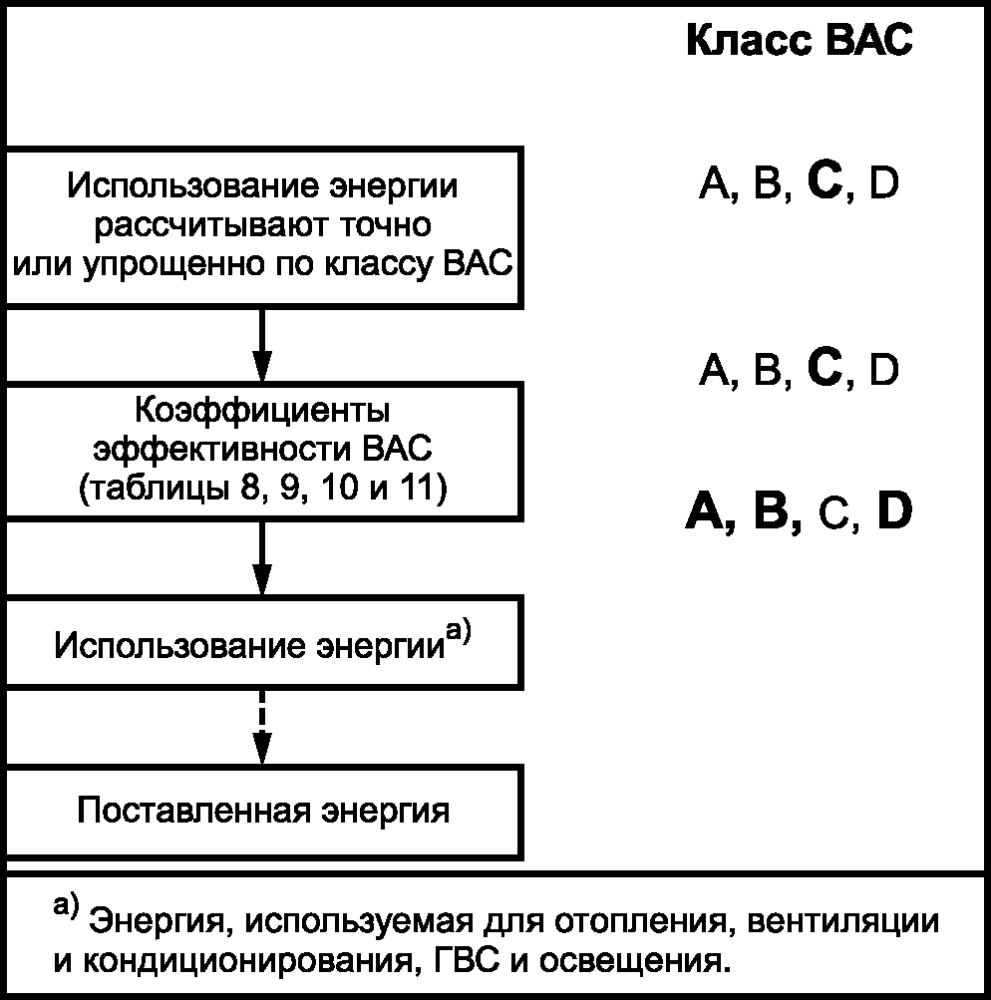 Класс BAC
Использование энергии
рассчитывают точно
или упрощенно по классу BAC
A, B, C, D
A, B, C, D
Коэффициенты
эффективности BAC
(таблицы 8, 9, 10 и 11)
A, B, C, D
Использование энергии а)
Поставленная энергия
а) Энергия, используемая для отопления, вентиляции
и кондиционирования, ГВС и освещения.